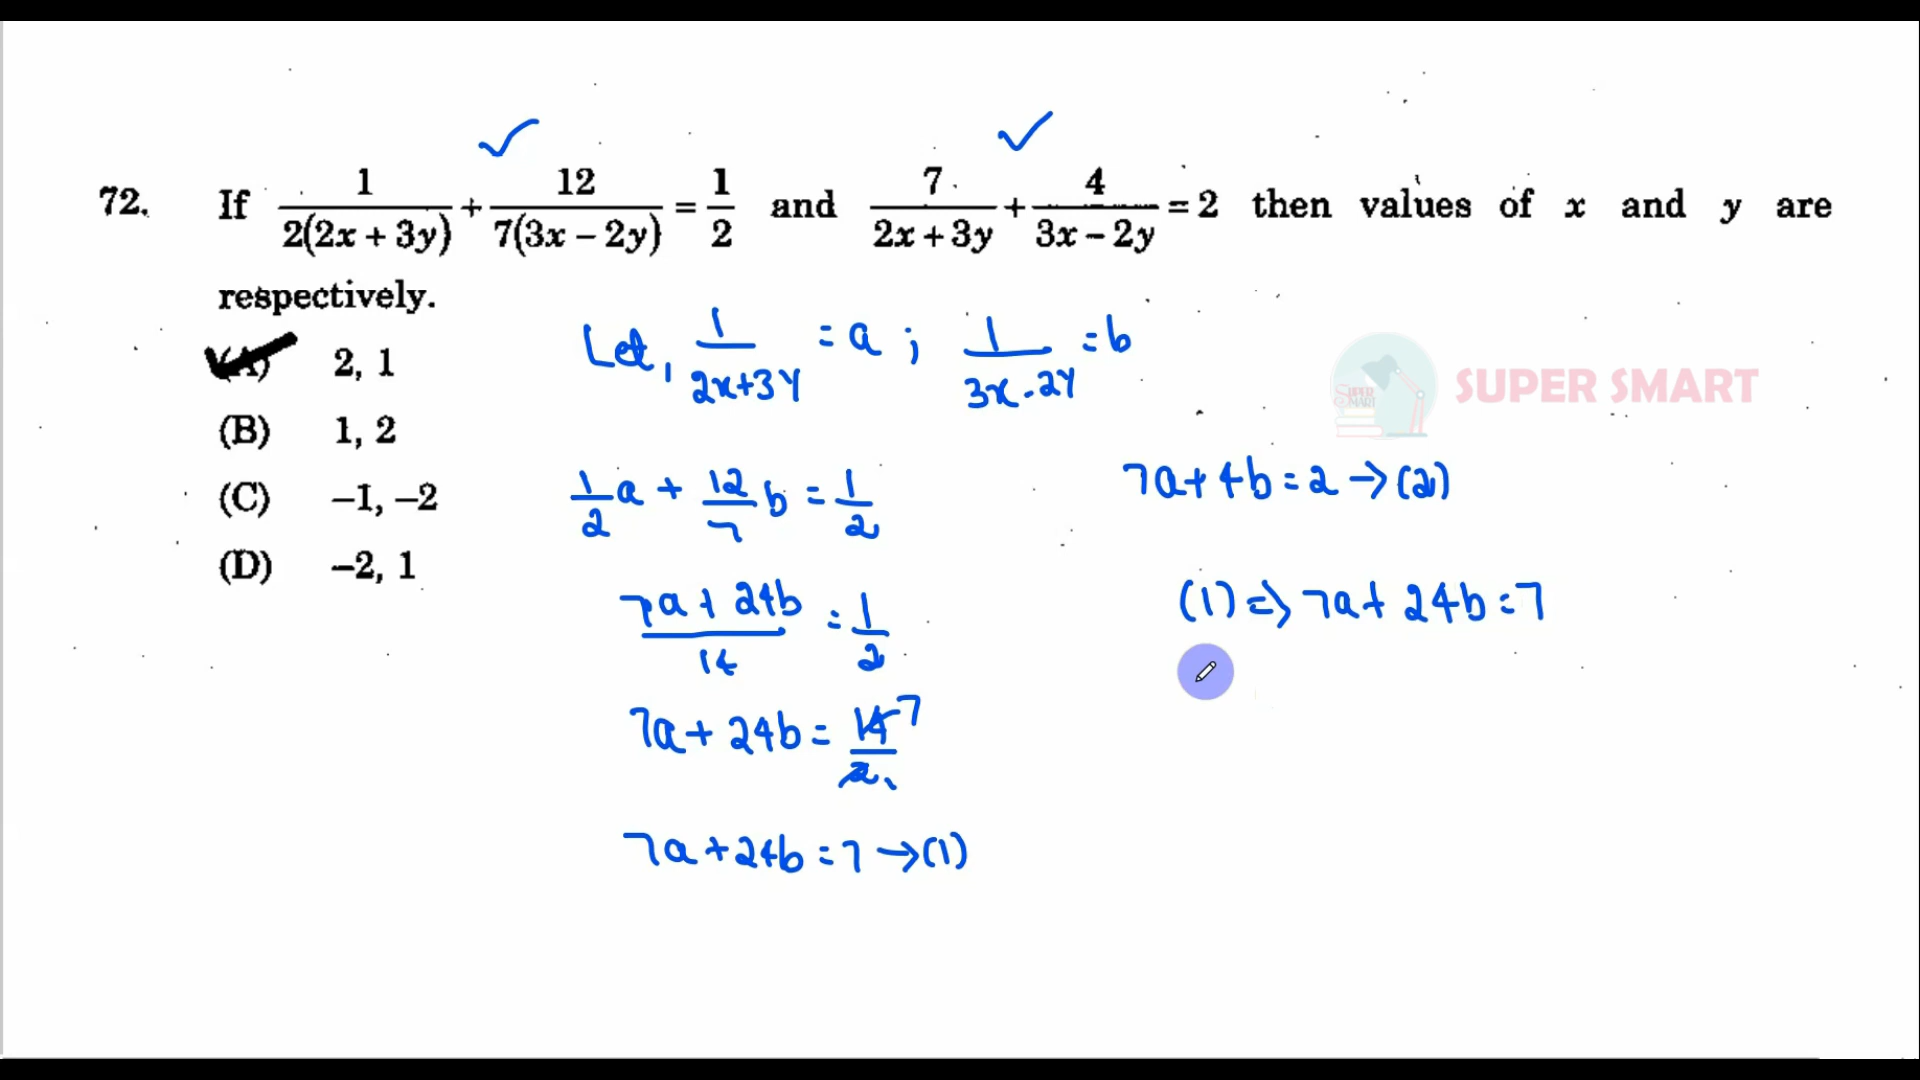 72. If 1/2(2x + 3y) + 12/7(3x – 2y) = 1/2 and 7/2x + 3y + 4/3x – 2y = 2 then values of x and y are
respectively.
(A) 2, 1
(B) 1, 2
(C) –1, –2
(D) –2, 1
Let, 1/2x+3y = a ; 1/3x-2y = b
SUPER SMART
SUPER SMART
1/2 a + 12/7 b = 1/2
7a + 24b/14 = 1/2
7a + 24b = 14/2 7
7a + 24b = 7 → (1)
7a + 4b = 2 → (2)
(1) ⇒ 7a + 24b = 7